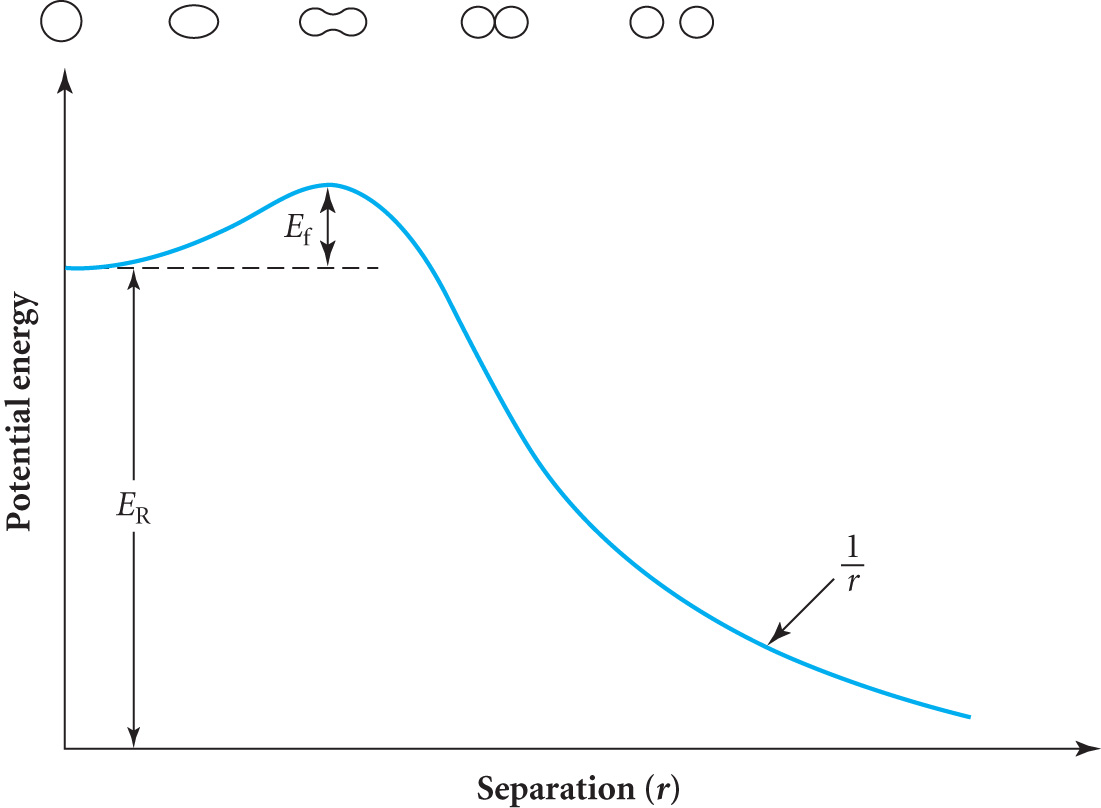 E_f
Potential energy
E_R
1
r
Separation (r)